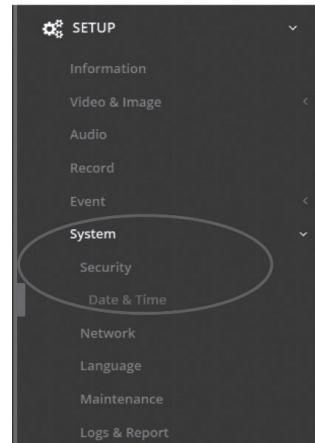 SETUP
Information
Video & Image
Audio
Record
Event
System
Security
Date & Time
Network
Language
Maintenance
Logs & Report